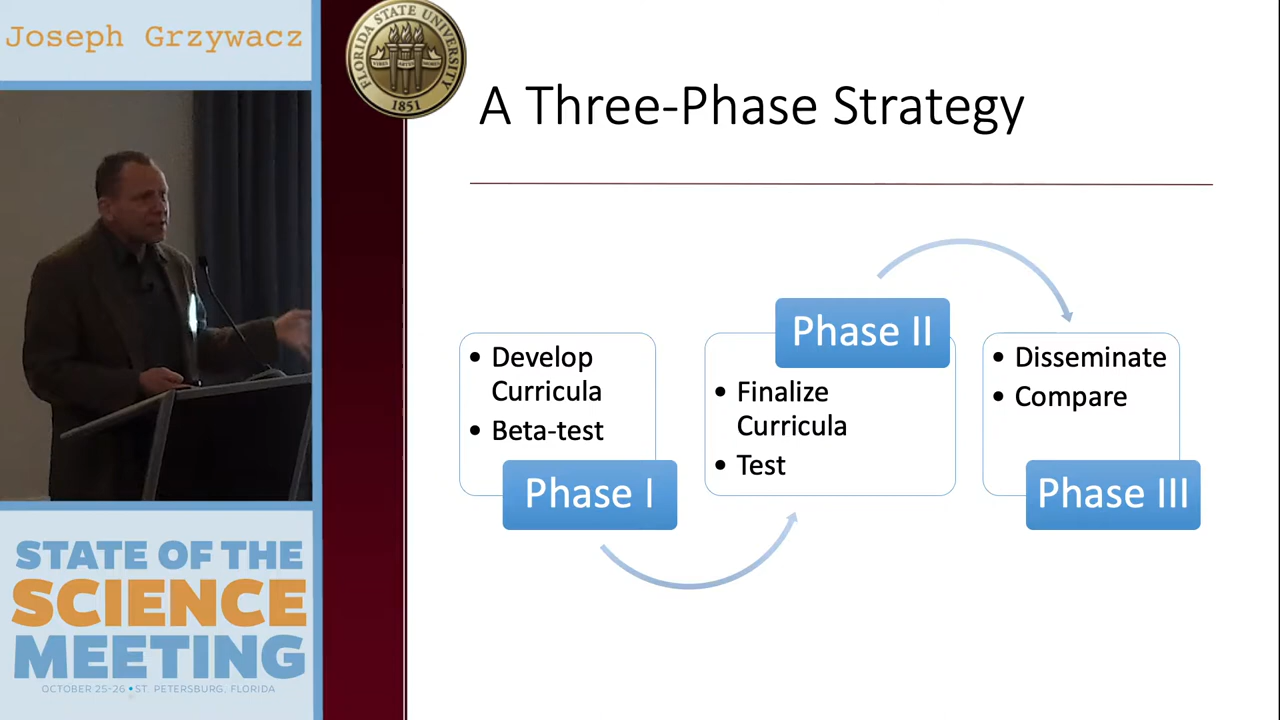 Joseph Grzywacz
FLORIDA STATE UNIVERSITY
1851
A Three-Phase Strategy
• Develop
Curricula
• Beta-test
Phase I
Phase II
• Finalize
Curricula
• Test
• Disseminate
• Compare
Phase III
STATE OF THE
SCIENCE
MEETING
OCTOBER 25-26 • ST. PETERSBURG, FLORIDA